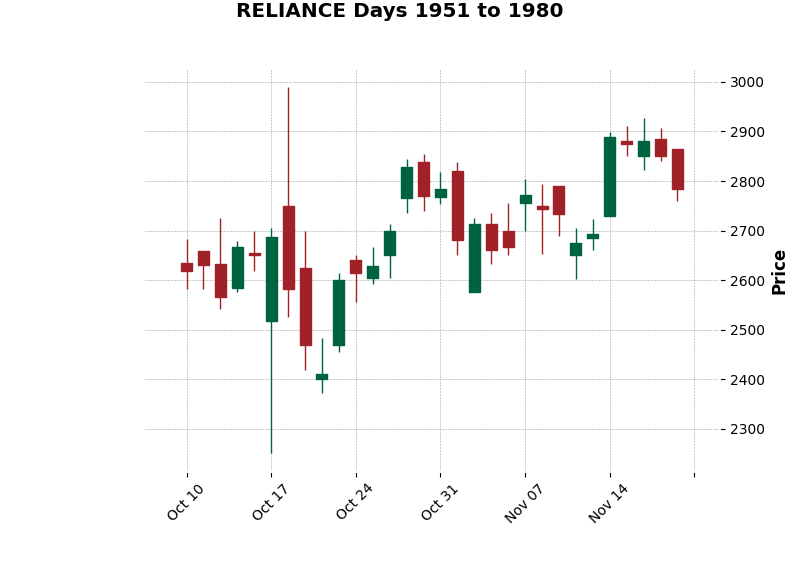 RELIANCE Days 1951 to 1980
3000
2900
2800
2700
2600
2500
2400
2300
Price
Oct 10
Oct 17
Oct 24
Oct 31
Nov 07
Nov 14